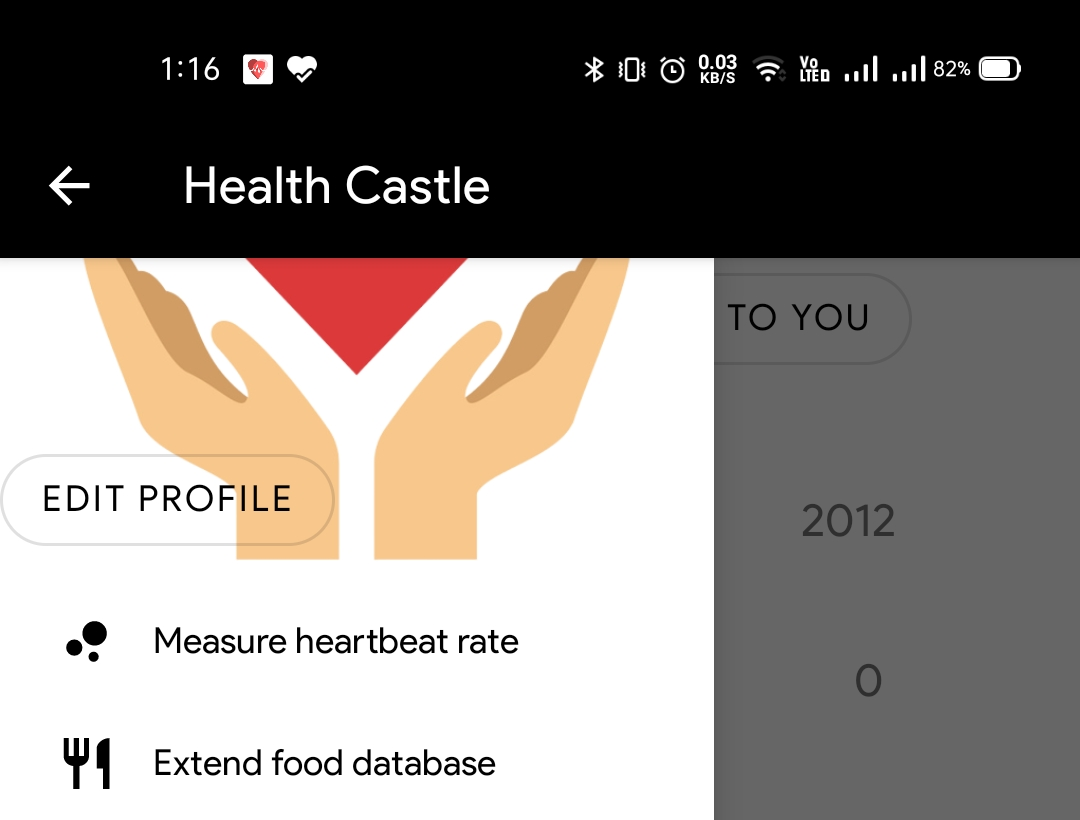 1:16
0.03
KB/S
Vo
LTED
82%
Health Castle
TO YOU
EDIT PROFILE
2012
Measure heartbeat rate
0
Extend food database